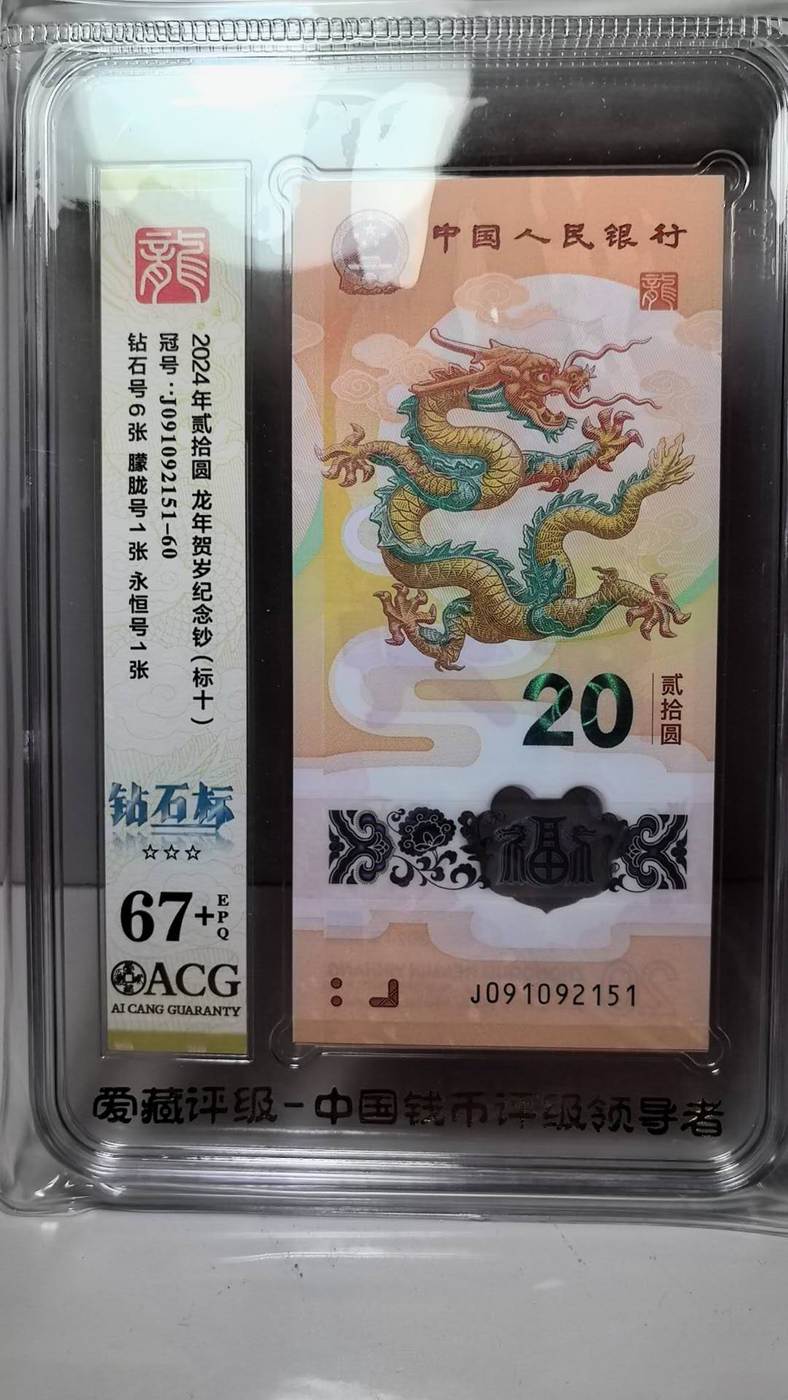 龍
2024年贰拾圆 龙年贺岁纪念钞（标十）
冠号：J091092151-60
钻石号6张 朦胧号1张 永恒号1张
钻石标
☆☆☆
67+
EPQ
ACG
AI CANG GUARANTY
中国人民银行
龍
20
贰拾圆
福
J091092151
爱藏评级-中国钱币评级领导者